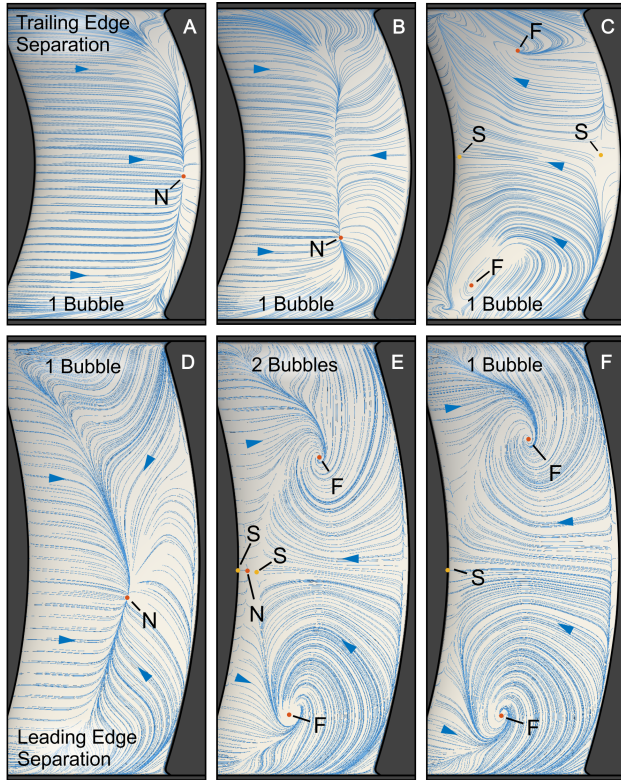 Trailing Edge
Separation
A
N
1 Bubble
B
N
1 Bubble
C
F
S
S
F
1 Bubble
1 Bubble
D
N
Leading Edge
Separation
2 Bubbles
E
F
S
S
N
F
1 Bubble
F
F
S
F